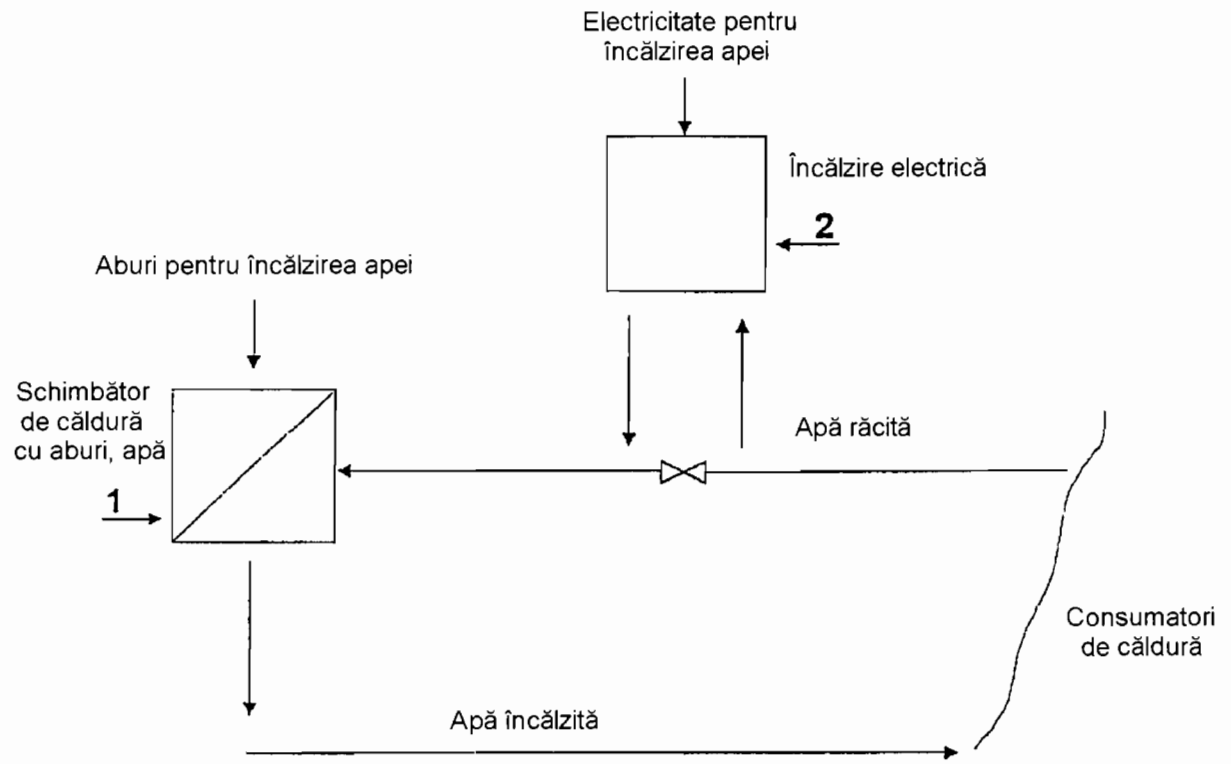 Electricitate pentru
încălzirea apei
Încălzire electrică
2
Aburi pentru încălzirea apei
Schimbător
de căldură
cu aburi, apă
1
Apă răcită
Consumatori
de căldură
Apă încălzită